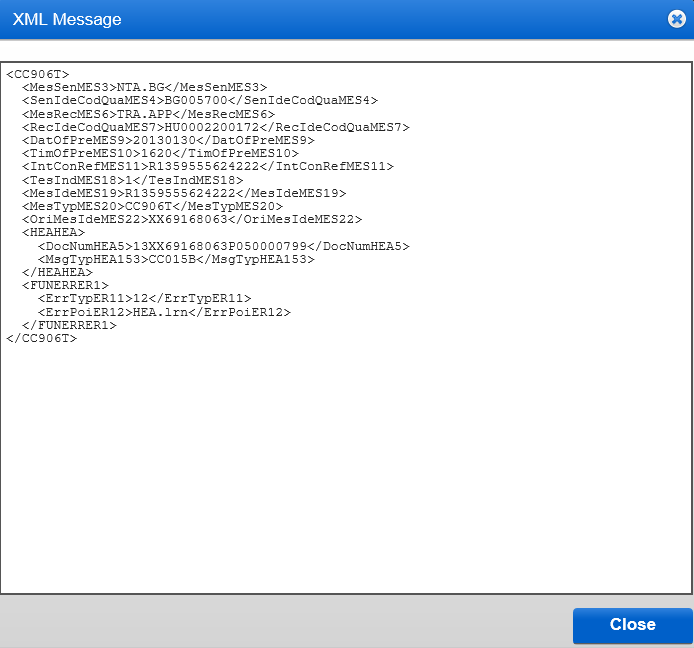 XML Message
<CC906T>
<MesSenMES3>NTA.BG</MesSenMES3>
<SenIdeCodQuaMES4>BG005700</SenIdeCodQuaMES4>
<MesRecMES6>TRA.APP</MesRecMES6>
<RecIdeCodQuaMES7>HU0002200172</RecIdeCodQuaMES7>
<DatOfPreMES9>20130130</DatOfPreMES9>
<TimOfPreMES10>1620</TimOfPreMES10>
<IntConRefMES11>R1359555624222</IntConRefMES11>
<TesIndMES18>1</TesIndMES18>
<MesIdeMES19>R1359555624222</MesIdeMES19>
<MesTypMES20>CC906T</MesTypMES20>
<OriMesIdeMES22>XX69168063</OriMesIdeMES22>
<HEAHEA>
<DocNumHEA5>13XX69168063P050000799</DocNumHEA5>
<MsgTypHEA153>CC015B</MsgTypHEA153>
</HEAHEA>
<FUNERRER1>
<ErrTypER11>12</ErrTypER11>
<ErrPoiER12>HEA.lrn</ErrPoiER12>
</FUNERRER1>
</CC906T>
Close